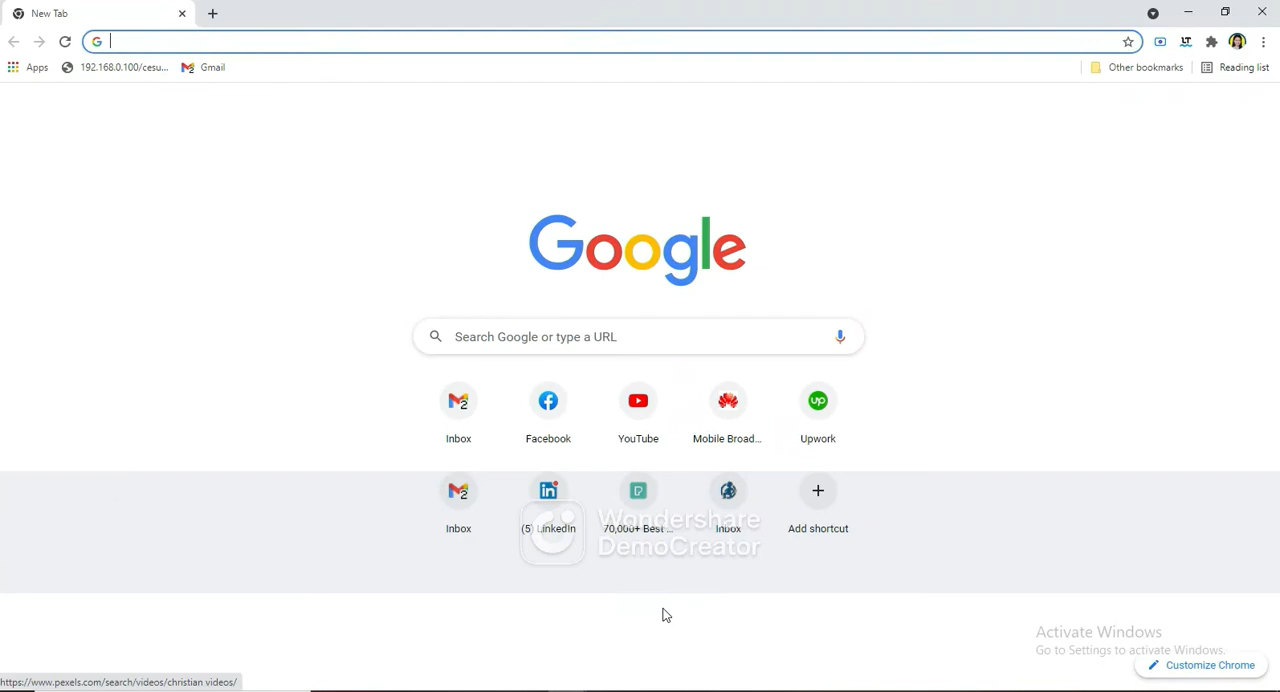 New Tab
Apps
192.168.0.100/cesu...
Gmail
Other bookmarks
Reading list
Google
Search Google or type a URL
Inbox
Facebook
YouTube
Mobile Broad...
Upwork
Inbox
(5) LinkedIn
70,000+ Best ...
Inbox
Add shortcut
Wondershare
DemoCreator
Activate Windows
Go to Settings to activate Windows.
Customize Chrome
https://www.pexels.com/search/videos/christian videos/